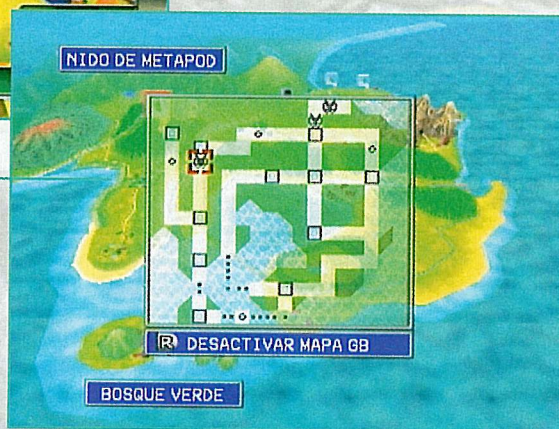 NIDO DE METAPOD
R DESACTIVAR MAPA GB
BOSQUE VERDE